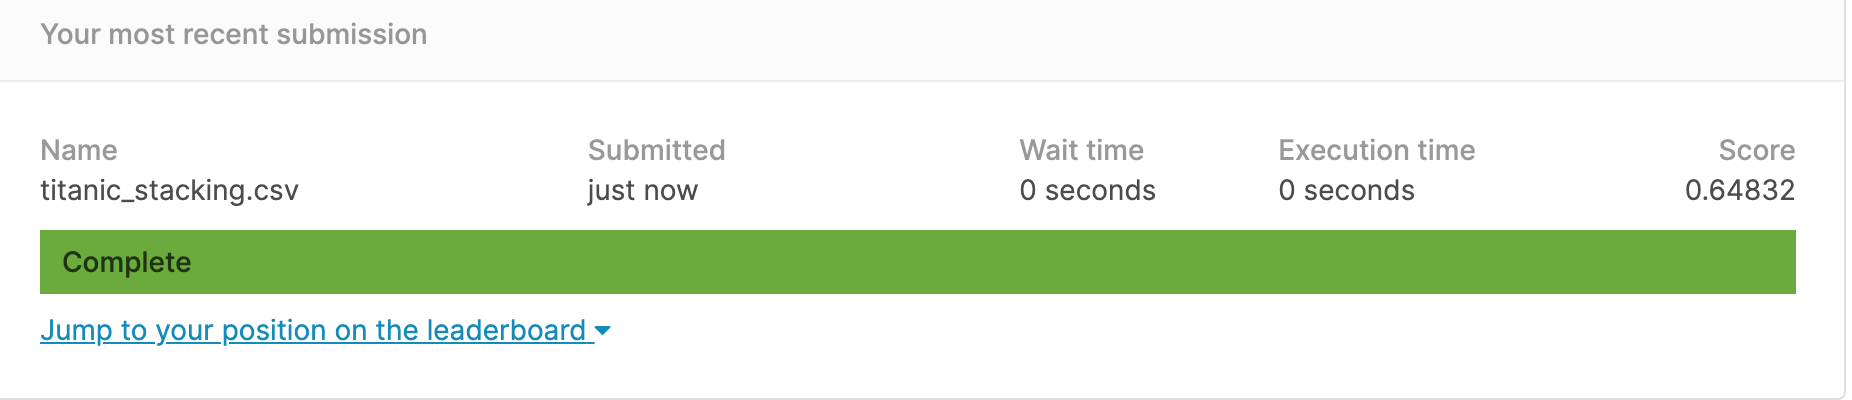 Your most recent submission
Name Submitted Wait time Execution time Score
titanic_stacking.csv just now 0 seconds 0 seconds 0.64832
Complete
Jump to your position on the leaderboard